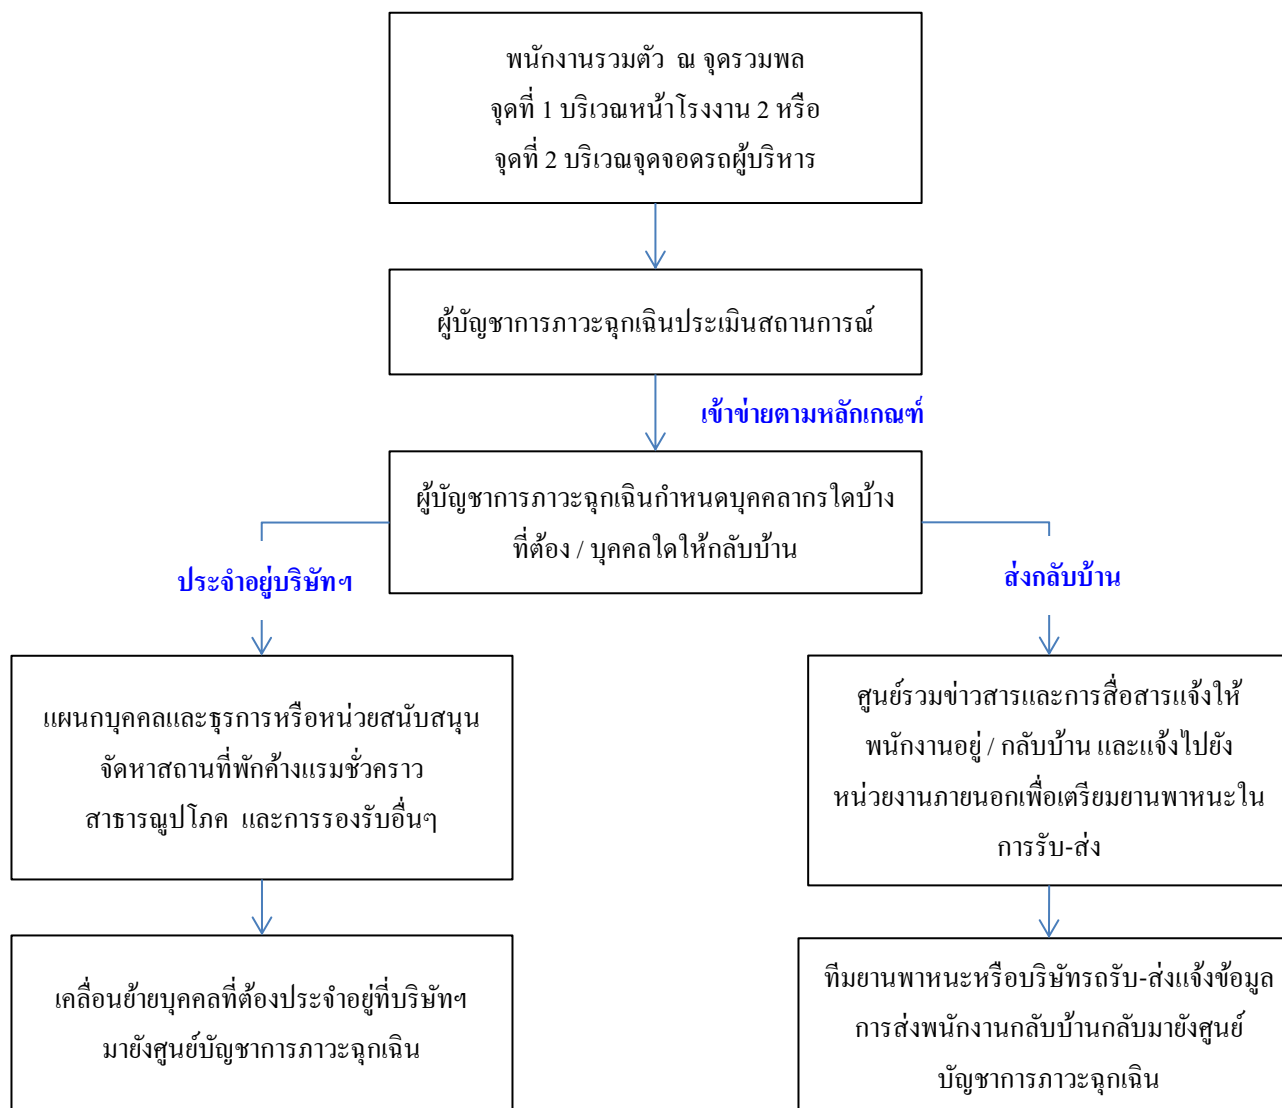 พนักงานรวมตัว ณ จุดรวมพล
จุดที่ 1 บริเวณหน้าโรงงาน 2 หรือ
จุดที่ 2 บริเวณจุดจอดรถผู้บริหาร
ผู้บัญชาการภาวะฉุกเฉินประเมินสถานการณ์
เข้าข่ายตามหลักเกณฑ์
ผู้บัญชาการภาวะฉุกเฉินกำหนดบุคคลากรใดบ้าง
ที่ต้อง / บุคคลใดให้กลับบ้าน
ประจำอยู่บริษัทฯ
ส่งกลับบ้าน
แผนกบุคคลและธุรการหรือหน่วยสนับสนุน
จัดหาสถานที่พักค้างแรมชั่วคราว
สาธารณูปโภค และการรองรับอื่นๆ
ศูนย์รวมข่าวสารและการสื่อสารแจ้งให้
พนักงานอยู่ / กลับบ้าน และแจ้งไปยัง
หน่วยงานภายนอกเพื่อเตรียมยานพาหนะใน
การรับ-ส่ง
เคลื่อนย้ายบุคคลที่ต้องประจำอยู่ที่บริษัทฯ
มายังศูนย์บัญชาการภาวะฉุกเฉิน
ทีมยานพาหนะหรือบริษัทรถรับ-ส่งแจ้งข้อมูล
การส่งพนักงานกลับบ้านกลับมายังศูนย์
บัญชาการภาวะฉุกเฉิน